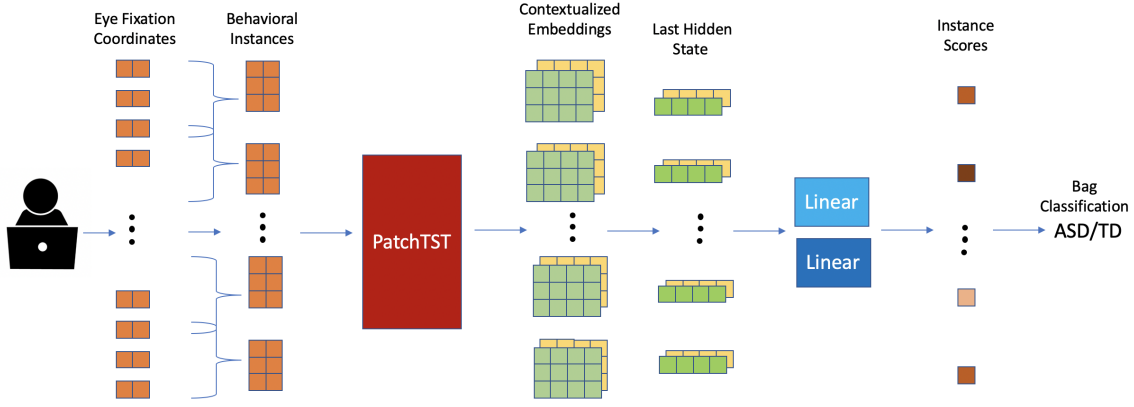 Eye Fixation
Coordinates
Behavioral
Instances
Contextualized
Embeddings
Last Hidden
State
Instance
Scores
PatchTST
Linear
Linear
Bag
Classification
ASD/TD